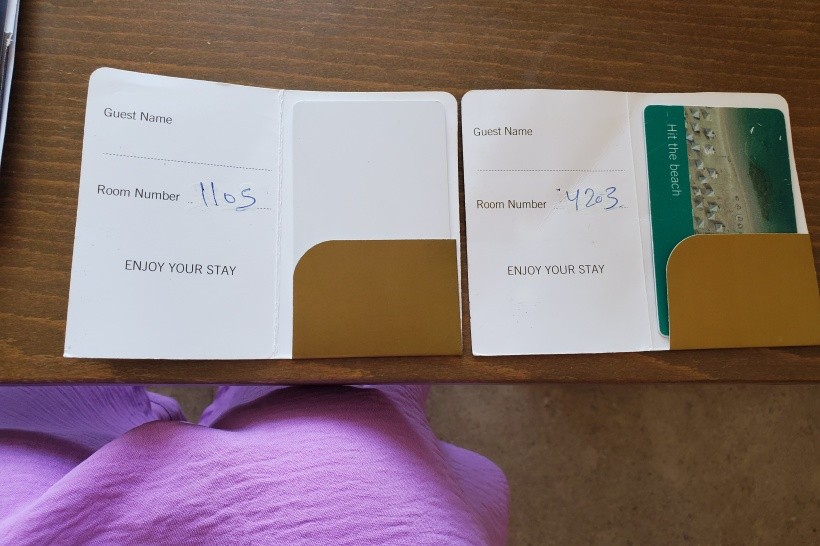 Guest Name
Room Number 1105
ENJOY YOUR STAY
Guest Name
Room Number 4203
ENJOY YOUR STAY
Hit the beach